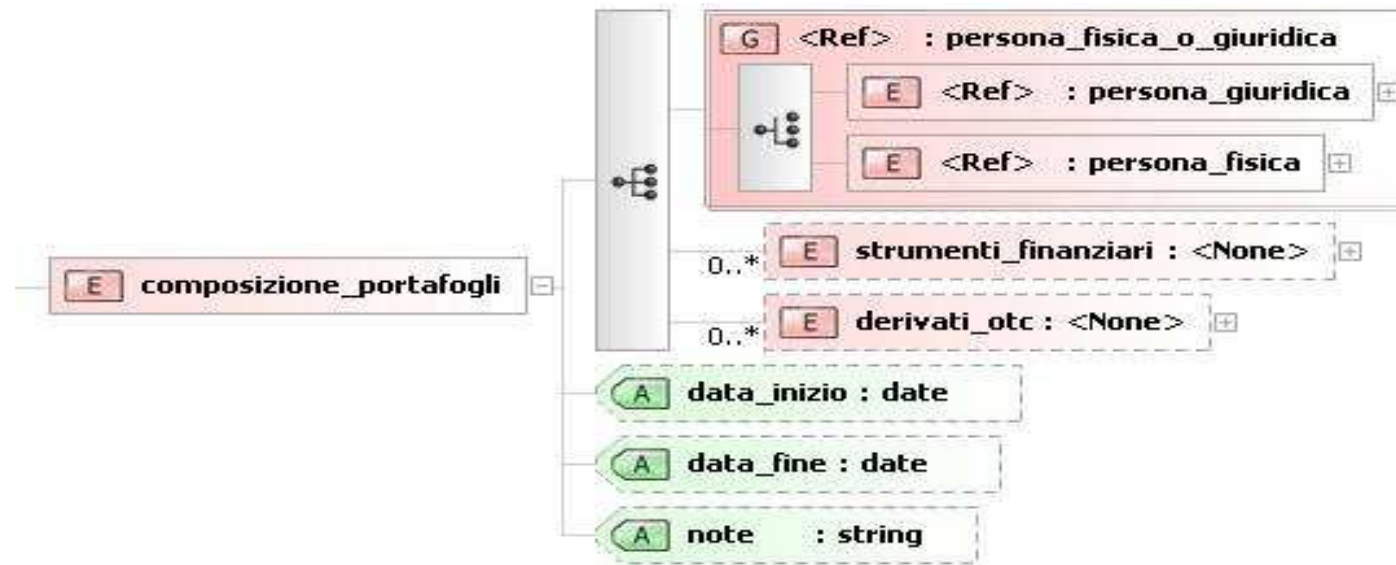 G <Ref> : persona_fisica_o_giuridica
E <Ref> : persona_giuridica
E <Ref> : persona_fisica
0..* E strumenti_finanziari : <None>
E composizione_portafogli
0..* E derivati_otc : <None>
A data_inizio : date
A data_fine : date
A note : string